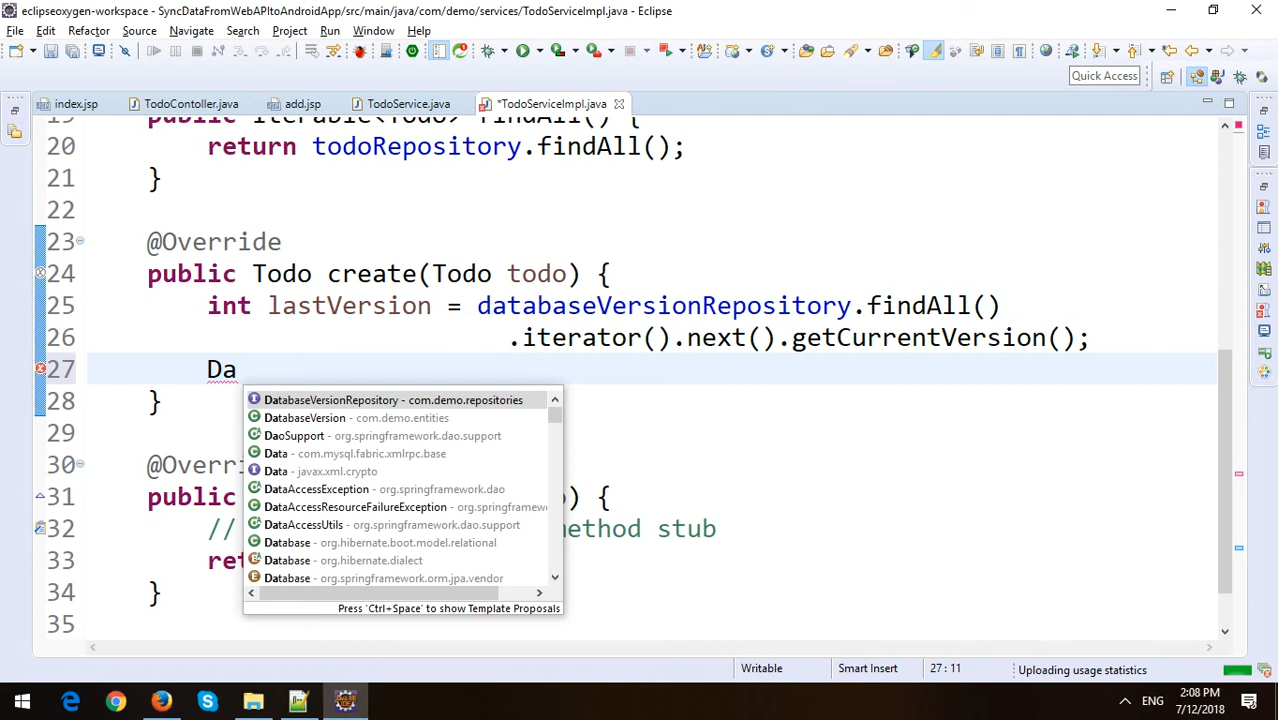 eclipseoxygen-workspace - SyncDataFromWebAPItoAndroidApp/src/main/java/com/demo/services/TodoServiceImpl.java - Eclipse
File Edit Refactor Source Navigate Search Project Run Window Help
Quick Access
index.jsp TodoContoller.java add.jsp TodoService.java *TodoServiceImpl.java
19 public Iterable<Todo> findAll() {
20 return todoRepository.findAll();
21 }
22
23 @Override
24 public Todo create(Todo todo) {
25 int lastVersion = databaseVersionRepository.findAll()
26 .iterator().next().getCurrentVersion();
27 Da
28 }
DatabaseVersionRepository - com.demo.repositories
DatabaseVersion - com.demo.entities
DaoSupport - org.springframework.dao.support
Data - com.mysql.fabric.xmlrpc.base
Data - javax.xml.crypto
DataAccessException - org.springframework.dao
DataAccessResourceFailureException - org.springframew
DataAccessUtils - org.springframework.dao.support
Database - org.hibernate.boot.model.relational
Database - org.hibernate.dialect
Database - org.springframework.orm.jpa.vendor
Press 'Ctrl+Space' to show Template Proposals
29
30 @Overri
31 public ) {
32 // method stub
33 ret
34 }
35
Writable Smart Insert 27 : 11 Uploading usage statistics
ENG 2:08 PM
7/12/2018